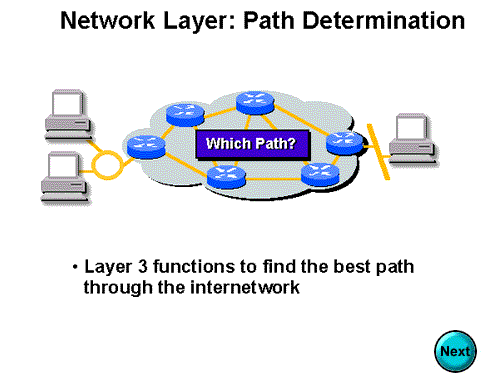 Network Layer: Path Determination
Which Path?
• Layer 3 functions to find the best path
through the internetwork
Next